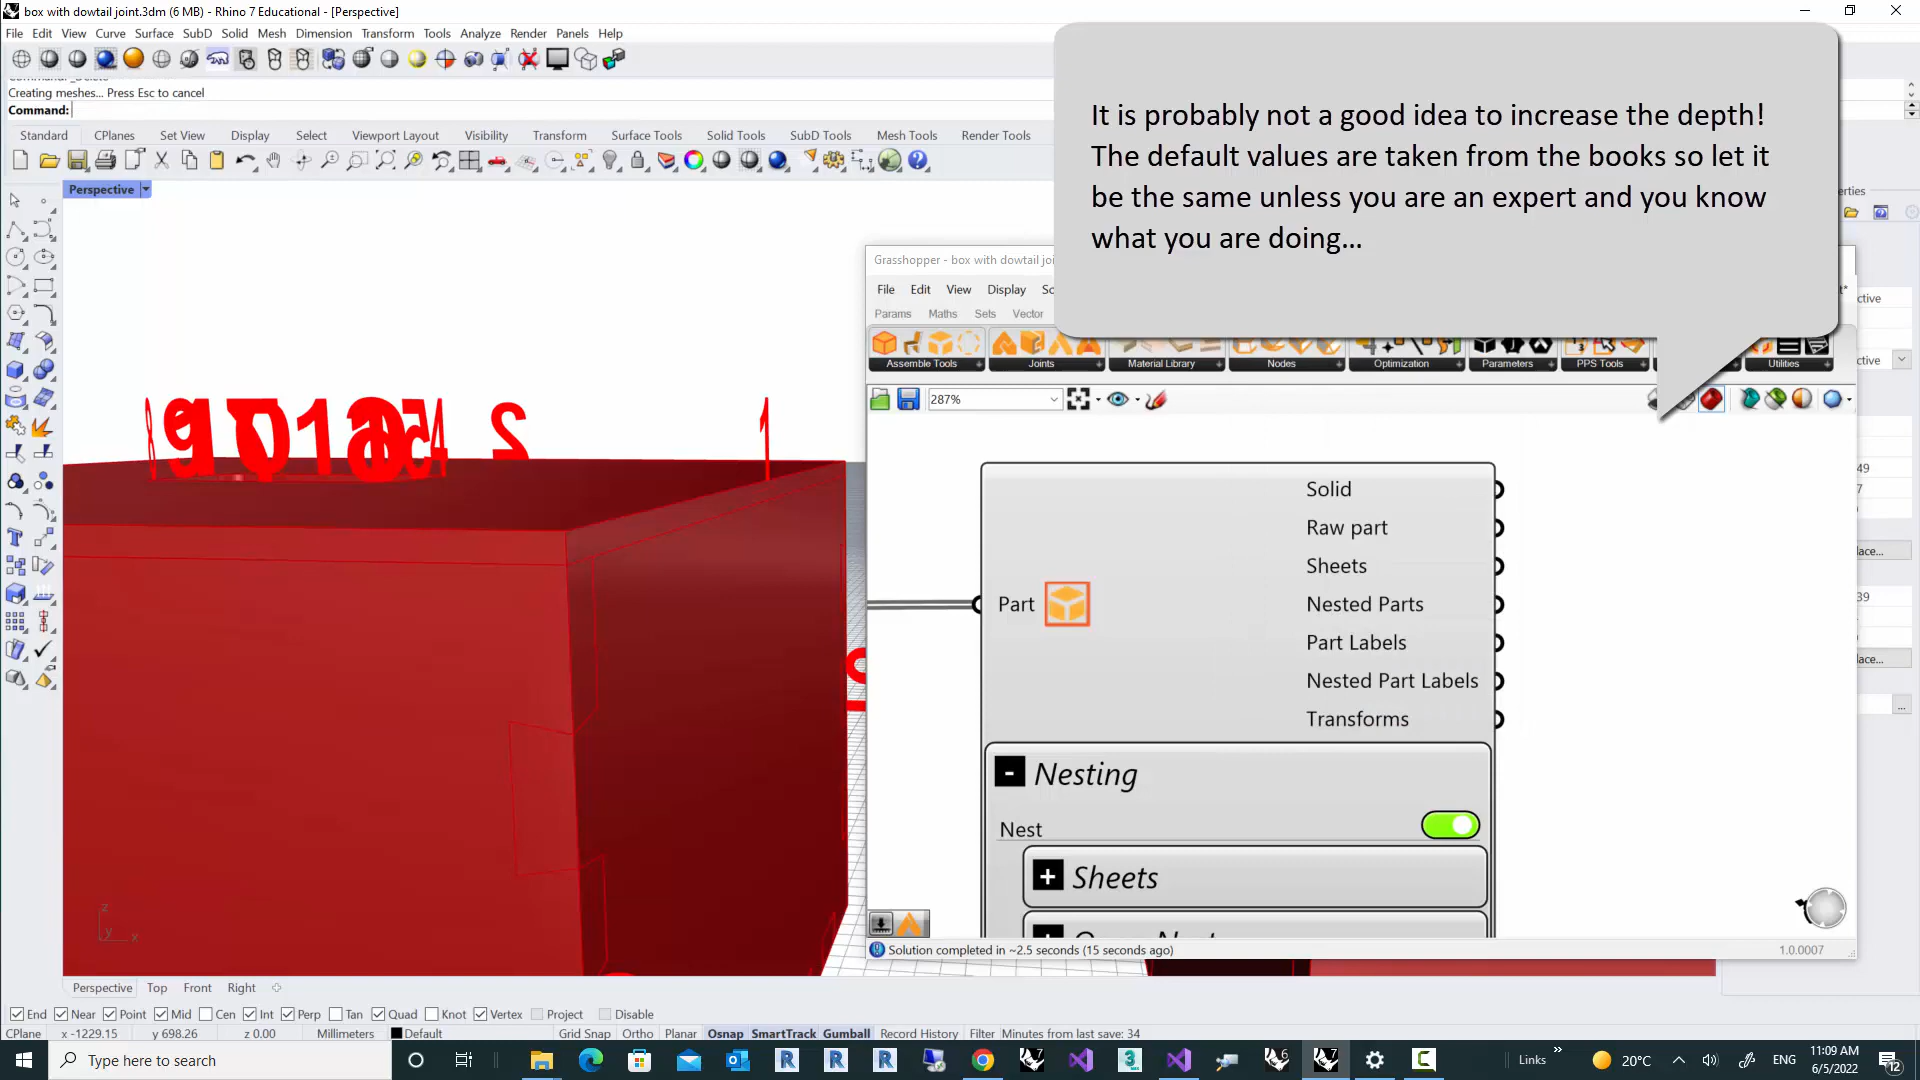 box with dowtail joint.3dm (6 MB) - Rhino 7 Educational - [Perspective]
File Edit View Curve Surface SubD Solid Mesh Dimension Transform Tools Analyze Render Panels Help
Creating meshes... Press Esc to cancel
Command:
Standard CPlanes Set View Display Select Viewport Layout Visibility Transform Surface Tools Solid Tools SubD Tools Mesh Tools Render Tools
It is probably not a good idea to increase the depth!
The default values are taken from the books so let it
be the same unless you are an expert and you know
what you are doing...
Perspective
Grasshopper - box with dowtail joi
File Edit View Display
Params Maths Sets Vector
Assemble Tools Joints Material Library Nodes Optimization Parameters PPS Tools Utilities
287%
2
1
Solid
Raw part
Sheets
Part
Nested Parts
Part Labels
Nested Part Labels
Transforms
- Nesting
Nest
+ Sheets
Solution completed in ~2.5 seconds (15 seconds ago)
1.0.0007
z
y x
Perspective Top Front Right
End Near Point Mid Cen Int Perp Tan Quad Knot Vertex Project Disable
CPlane x -1229.15 y 698.26 z 0.00 Millimeters Default Grid Snap Ortho Planar Osnap SmartTrack Gumball Record History Filter Minutes from last save: 34
Type here to search
Links
20°C
ENG
11:09 AM
6/5/2022
12